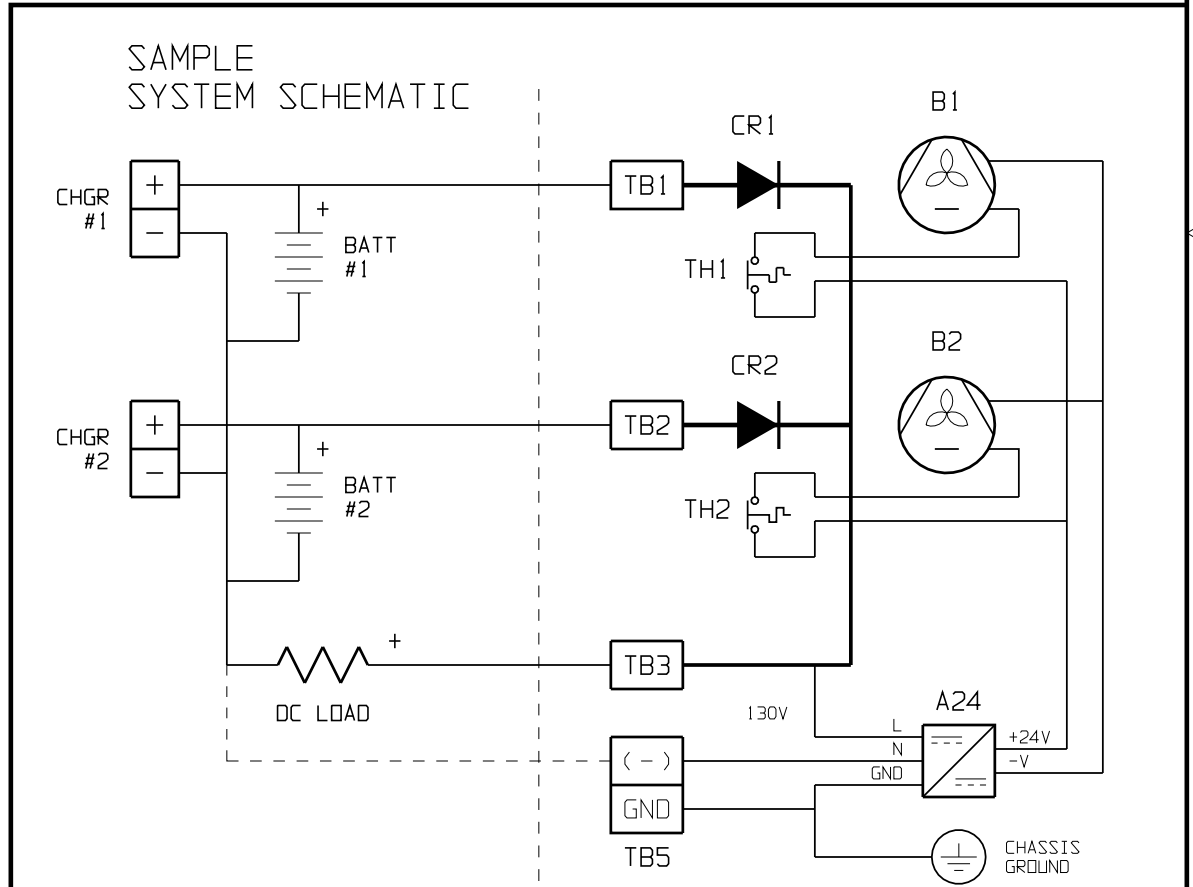 SAMPLE
SYSTEM SCHEMATIC
B1
CR1
CHGR
#1
+
−
+
BATT
#1
TB1
TH1
B2
CR2
CHGR
#2
+
−
+
BATT
#2
TB2
TH2
+
DC LOAD
TB3
130V
A24
L
N
GND
+24V
-V
(-)
GND
TB5
CHASSIS
GROUND